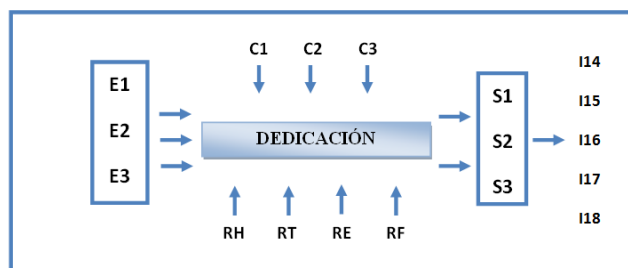 C1 C2 C3
E1
E2
E3
DEDICACIÓN
S1
S2
S3
I14
I15
I16
I17
I18
RH RT RE RF